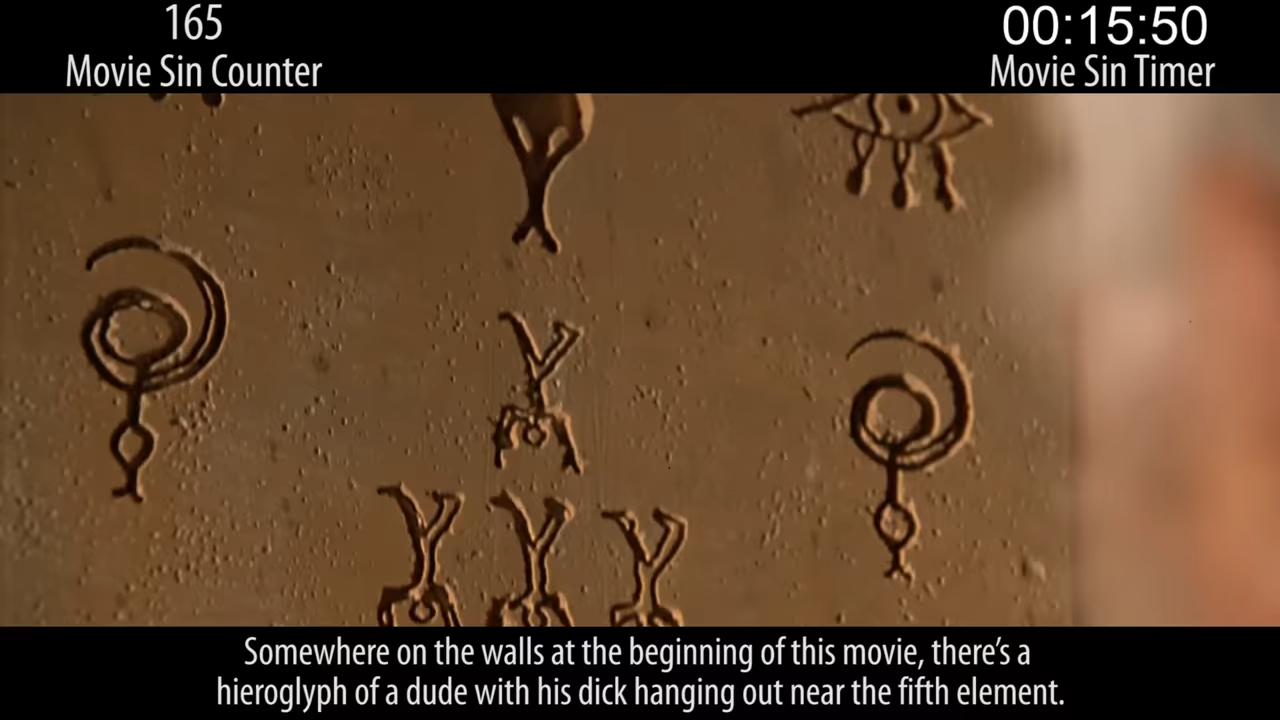 165
Movie Sin Counter
00:15:50
Movie Sin Timer
Somewhere on the walls at the beginning of this movie, there’s a
hieroglyph of a dude with his dick hanging out near the fifth element.